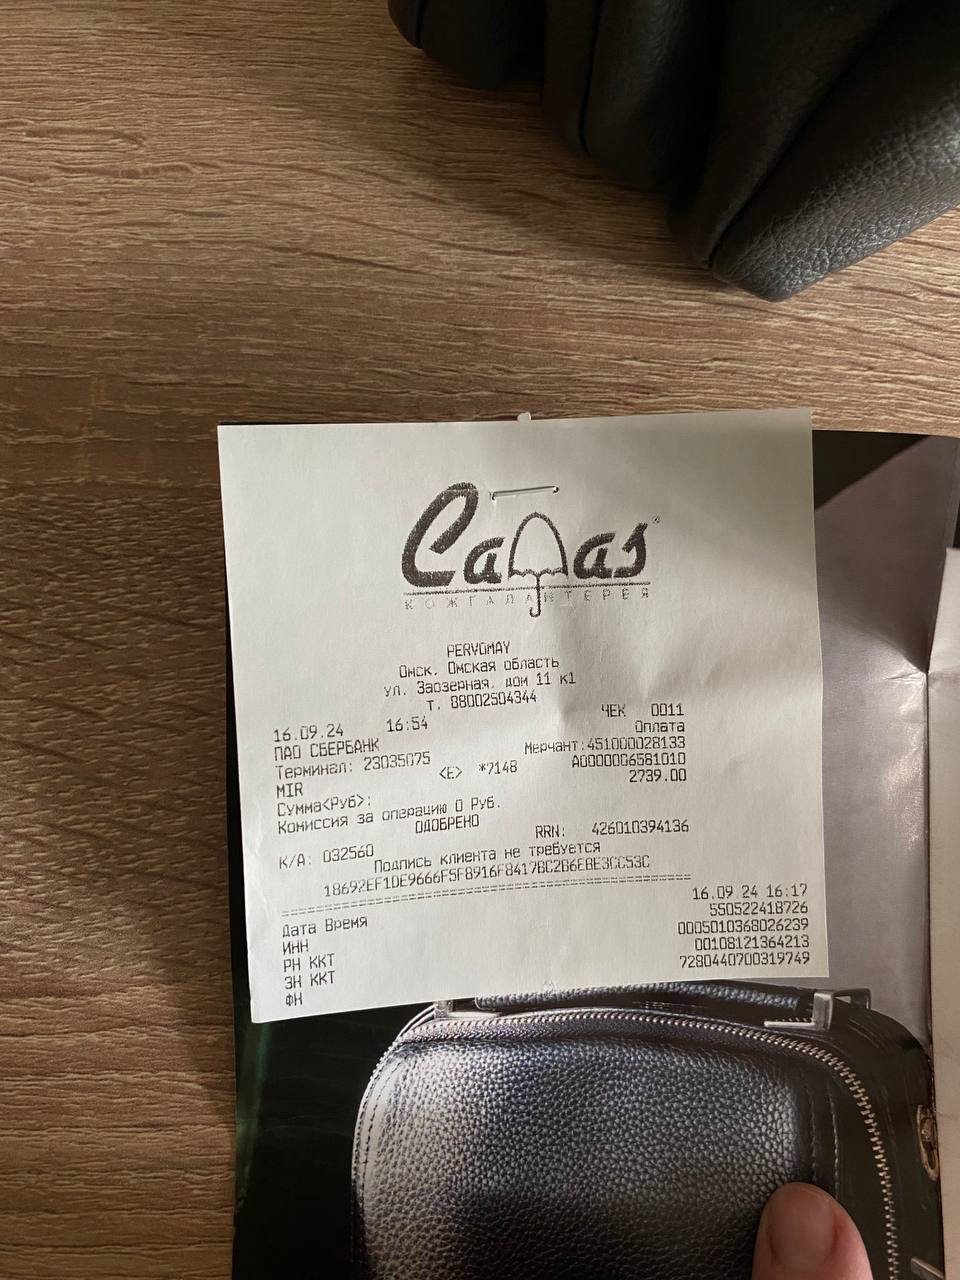 Calas®
КОЖГАЛАНТЕРЕЯ
PERVOMAY
Омск, Омская область
ул. Заозерная, дом 11 к1
т. 88002504344
16.09.24 16:54 ЧЕК 0011
ПАО СБЕРБАНК Оплата
Терминал: 23035075 Мерчант:451000028133
MIR <E> *7148 A0000006581010
Сумма<Руб>: 2739.00
Комиссия за операцию 0 Руб.
ОДОБРЕНО
К/А: 032560 RRN: 426010394136
Подпись клиента не требуется
18692EF1DE9666F5F8916F8417BC2B6EBE3CC53C
Дата Время 16.09.24 16:17
ИНН 550522418726
РН ККТ 0005010368026239
ЗН ККТ 00108121364213
ФН 7280440700319749